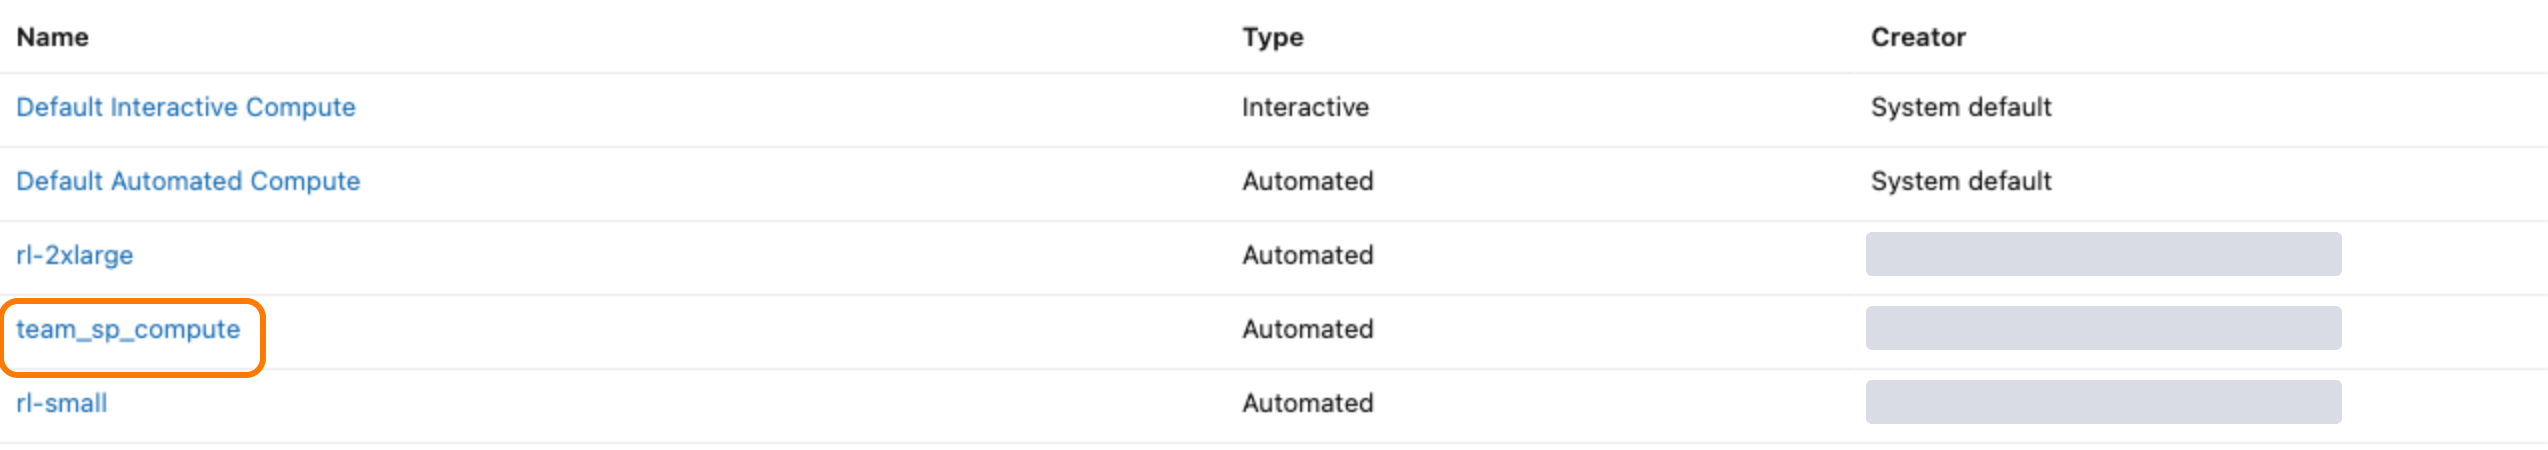 Name Type Creator
Default Interactive Compute Interactive System default
Default Automated Compute Automated System default
rl-2xlarge Automated
team_sp_compute Automated
rl-small Automated